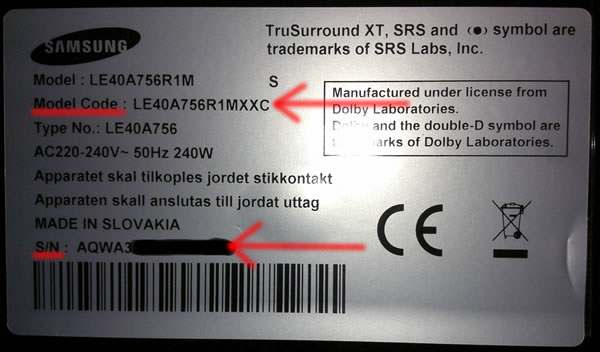 SAMSUNG
TruSurround XT, SRS and (●) symbol are
trademarks of SRS Labs, Inc.
Model : LE40A756R1M S
Model Code : LE40A756R1MXXC
Type No.: LE40A756
AC220-240V~ 50Hz 240W
Apparatet skal tilkoples jordet stikkontakt
Apparaten skall anslutas till jordat uttag
MADE IN SLOVAKIA
S/N : AQWA3
Manufactured under license from
Dolby Laboratories.
and the double-D symbol are
of Dolby Laboratories.
CE